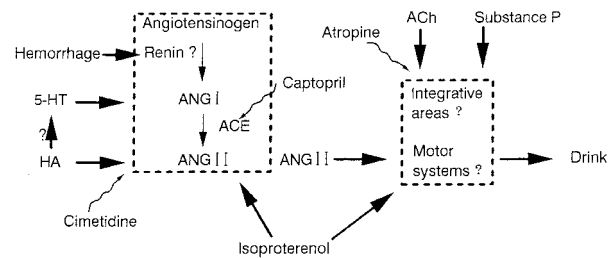 Angiotensinogen
ACh
Substance P
Atropine
Hemorrhage
Renin ?
Captopril
5-HT
ANG I
Integrative
areas ?
?
ACE
HA
ANG II
ANG II
Motor
systems ?
Drink
Cimetidine
Isoproterenol